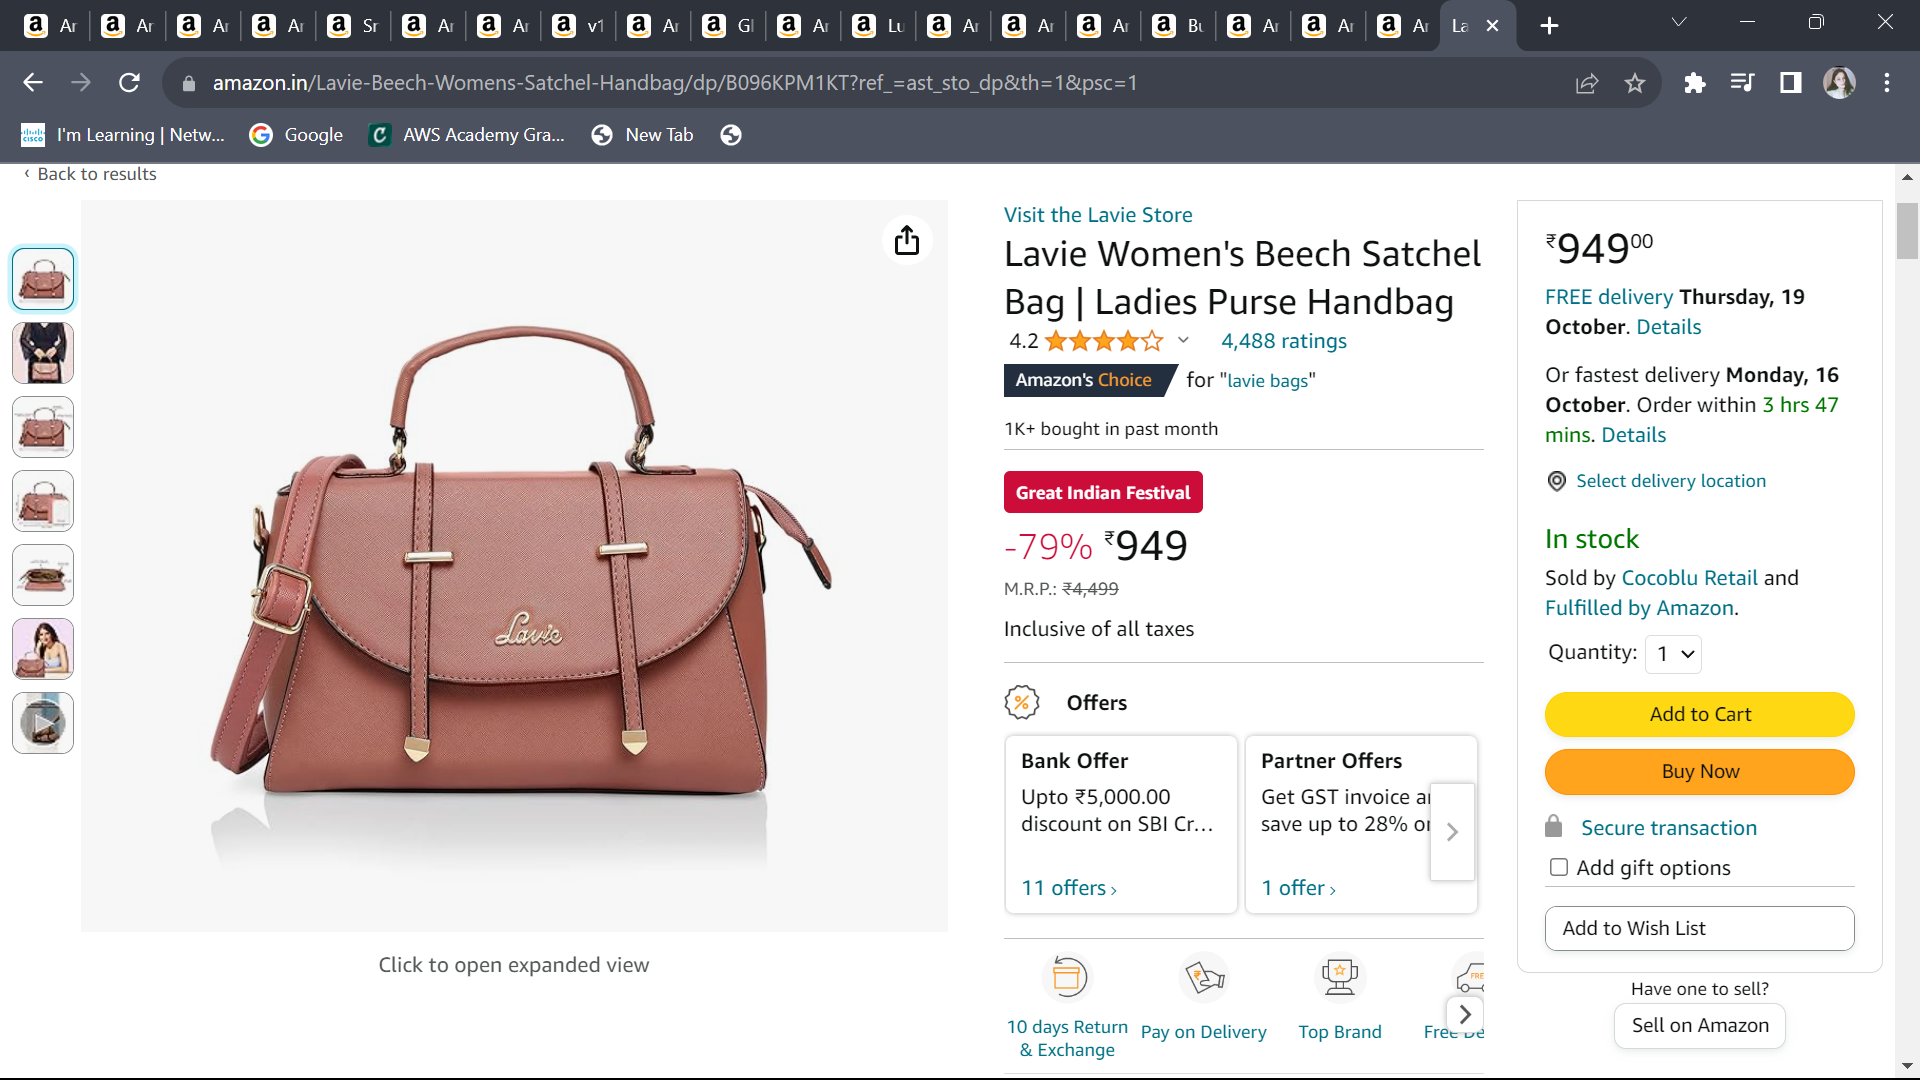 Ar
Ar
Ar
Ar
Sr
Ar
Ar
v1
Ar
Gl
Ar
Lu
Ar
Ar
Ar
Bu
Ar
Ar
Ar
La
amazon.in/Lavie-Beech-Womens-Satchel-Handbag/dp/B096KPM1KT?ref_=ast_sto_dp&th=1&psc=1
I'm Learning | Netw...
Google
AWS Academy Gra...
New Tab
‹ Back to results
Visit the Lavie Store
Lavie Women's Beech Satchel
Bag | Ladies Purse Handbag
4.2
4,488 ratings
Amazon's Choice for "lavie bags"
1K+ bought in past month
Great Indian Festival
-79% ₹949
M.R.P.: ₹4,499
Inclusive of all taxes
Offers
Bank Offer
Upto ₹5,000.00
discount on SBI Cr...
11 offers ›
Partner Offers
Get GST invoice a
save up to 28% o
1 offer ›
10 days Return
& Exchange
Pay on Delivery
Top Brand
FREE
Free De
Lavie
Click to open expanded view
₹949 00
FREE delivery Thursday, 19
October. Details
Or fastest delivery Monday, 16
October. Order within 3 hrs 47
mins. Details
Select delivery location
In stock
Sold by Cocoblu Retail and
Fulfilled by Amazon.
Quantity: 1
Add to Cart
Buy Now
Secure transaction
Add gift options
Add to Wish List
Have one to sell?
Sell on Amazon